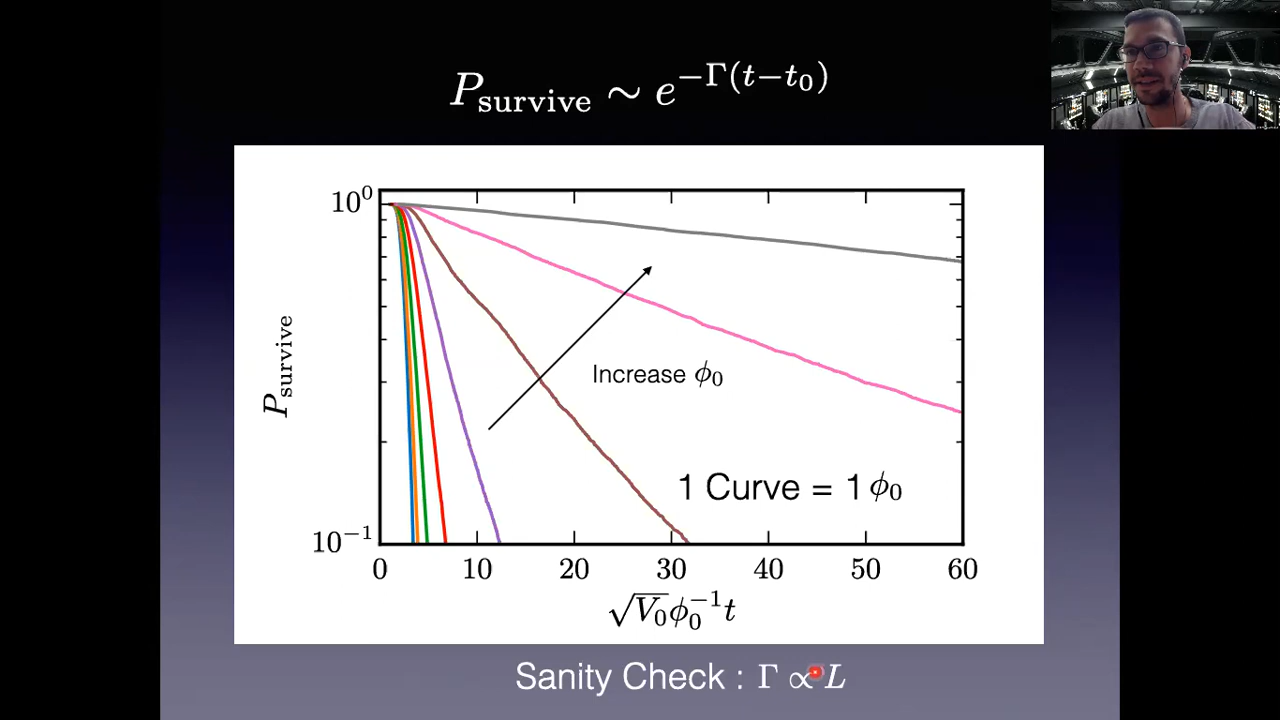 P_survive ∼ e^{−Γ(t−t_0)}
10^0
P_survive
Increase ϕ_0
1 Curve = 1 ϕ_0
10^{−1}
0 10 20 30 40 50 60
√V_0 ϕ_0^{−1} t
Sanity Check : Γ ∝ L